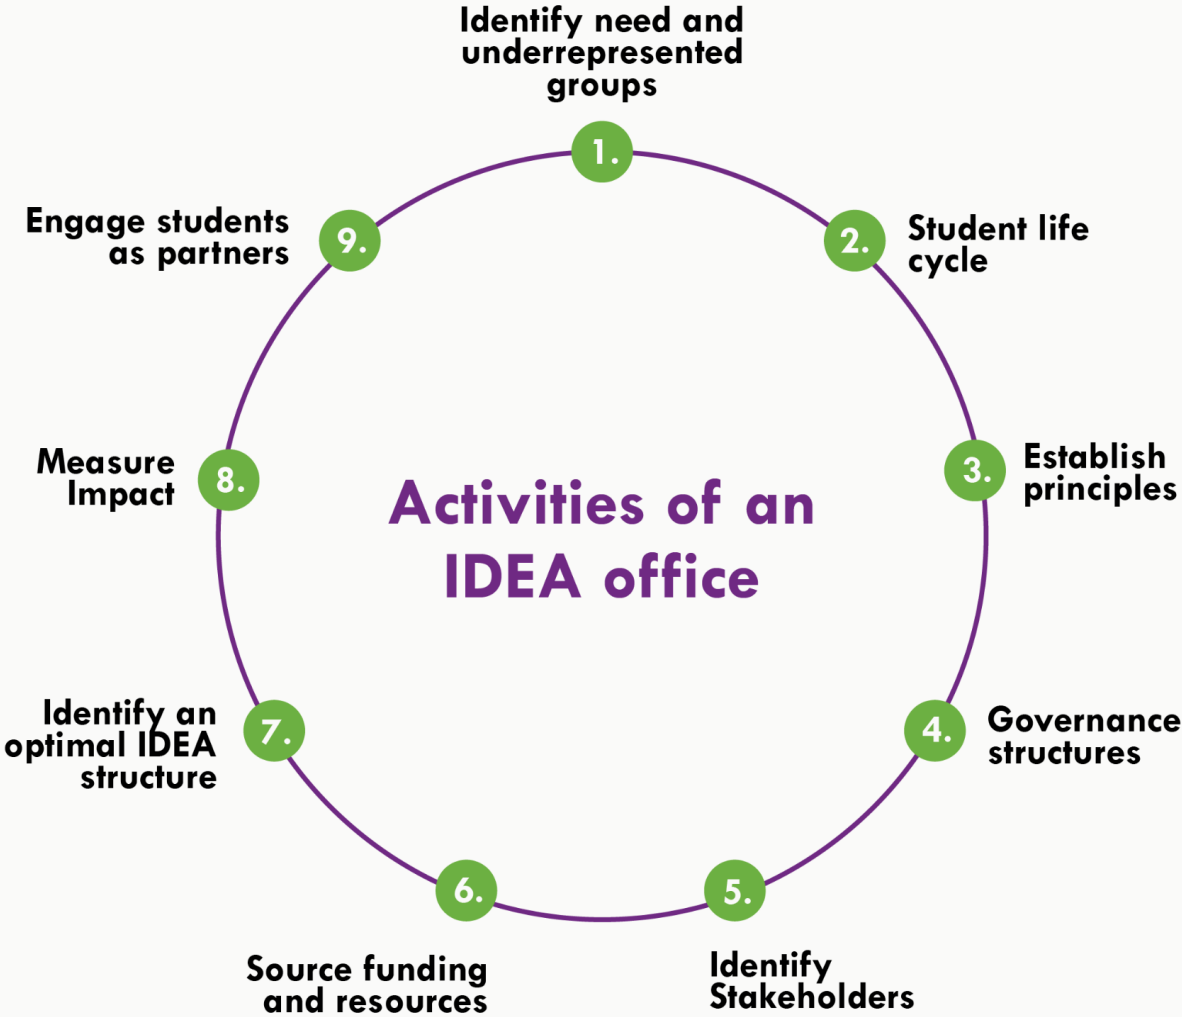 Identify need and
underrepresented
groups
1.
2.
Student life
cycle
3.
Establish
principles
4.
Governance
structures
5.
Identify
Stakeholders
6.
Source funding
and resources
7.
Identify an
optimal IDEA
structure
8.
Measure
Impact
9.
Engage students
as partners
Activities of an
IDEA office